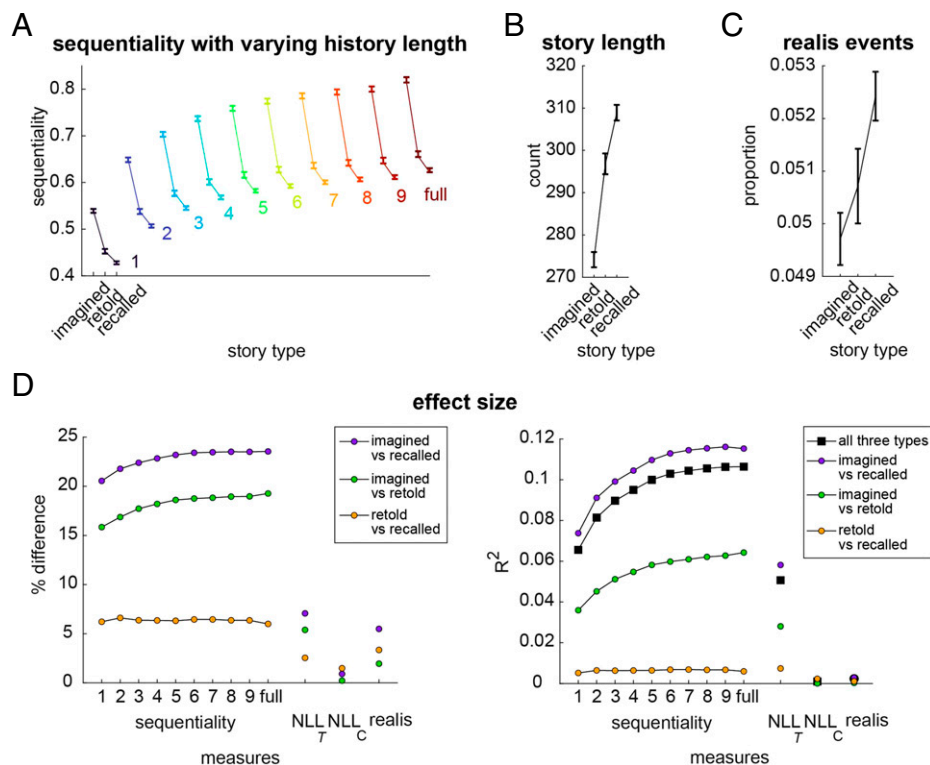 A
sequentiality with varying history length
sequentiality
0.8
0.7
0.6
0.5
0.4
1
2
3
4
5
6
7
8
9
full
imagined
retold
recalled
story type
B
story length
count
320
310
300
290
280
270
imagined
retold
recalled
story type
C
realis events
proportion
0.053
0.052
0.051
0.05
0.049
imagined
retold
recalled
story type
D
effect size
% difference
25
20
15
10
5
0
1 2 3 4 5 6 7 8 9 full
sequentiality
NLL_T NLL_C realis
measures
imagined
vs recalled
imagined
vs retold
retold
vs recalled
R²
0.12
0.1
0.08
0.06
0.04
0.02
0
1 2 3 4 5 6 7 8 9 full
sequentiality
NLL_T NLL_C realis
measures
all three types
imagined
vs recalled
imagined
vs retold
retold
vs recalled